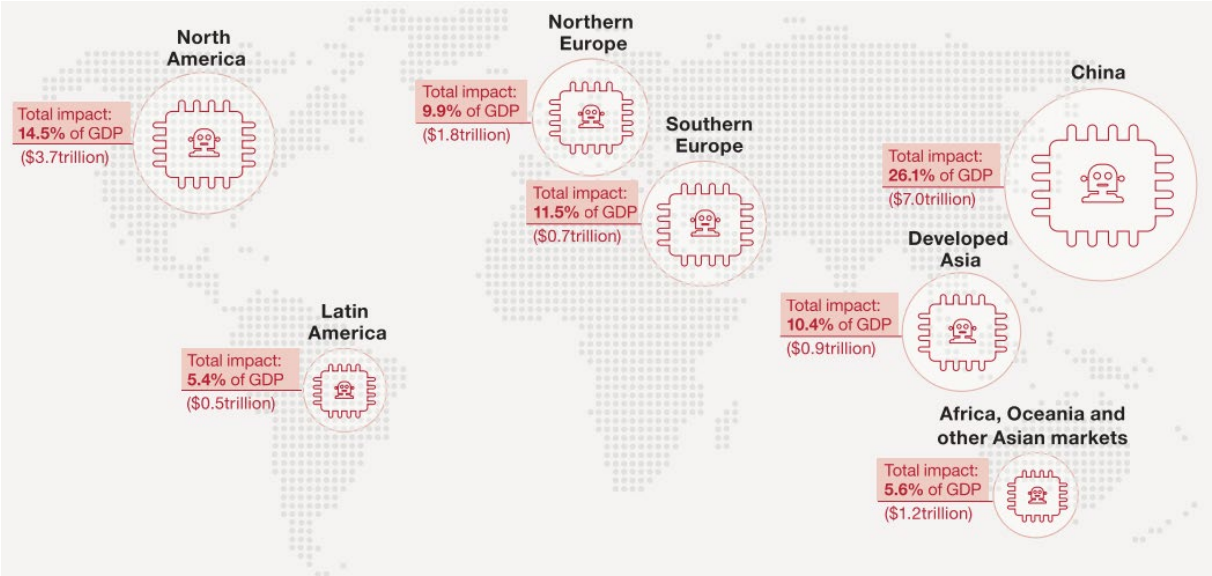 North
America
Total impact:
14.5% of GDP
($3.7trillion)
Northern
Europe
Total impact:
9.9% of GDP
($1.8trillion)
Southern
Europe
Total impact:
11.5% of GDP
($0.7trillion)
China
Total impact:
26.1% of GDP
($7.0trillion)
Developed
Asia
Total impact:
10.4% of GDP
($0.9trillion)
Latin
America
Total impact:
5.4% of GDP
($0.5trillion)
Africa, Oceania and
other Asian markets
Total impact:
5.6% of GDP
($1.2trillion)